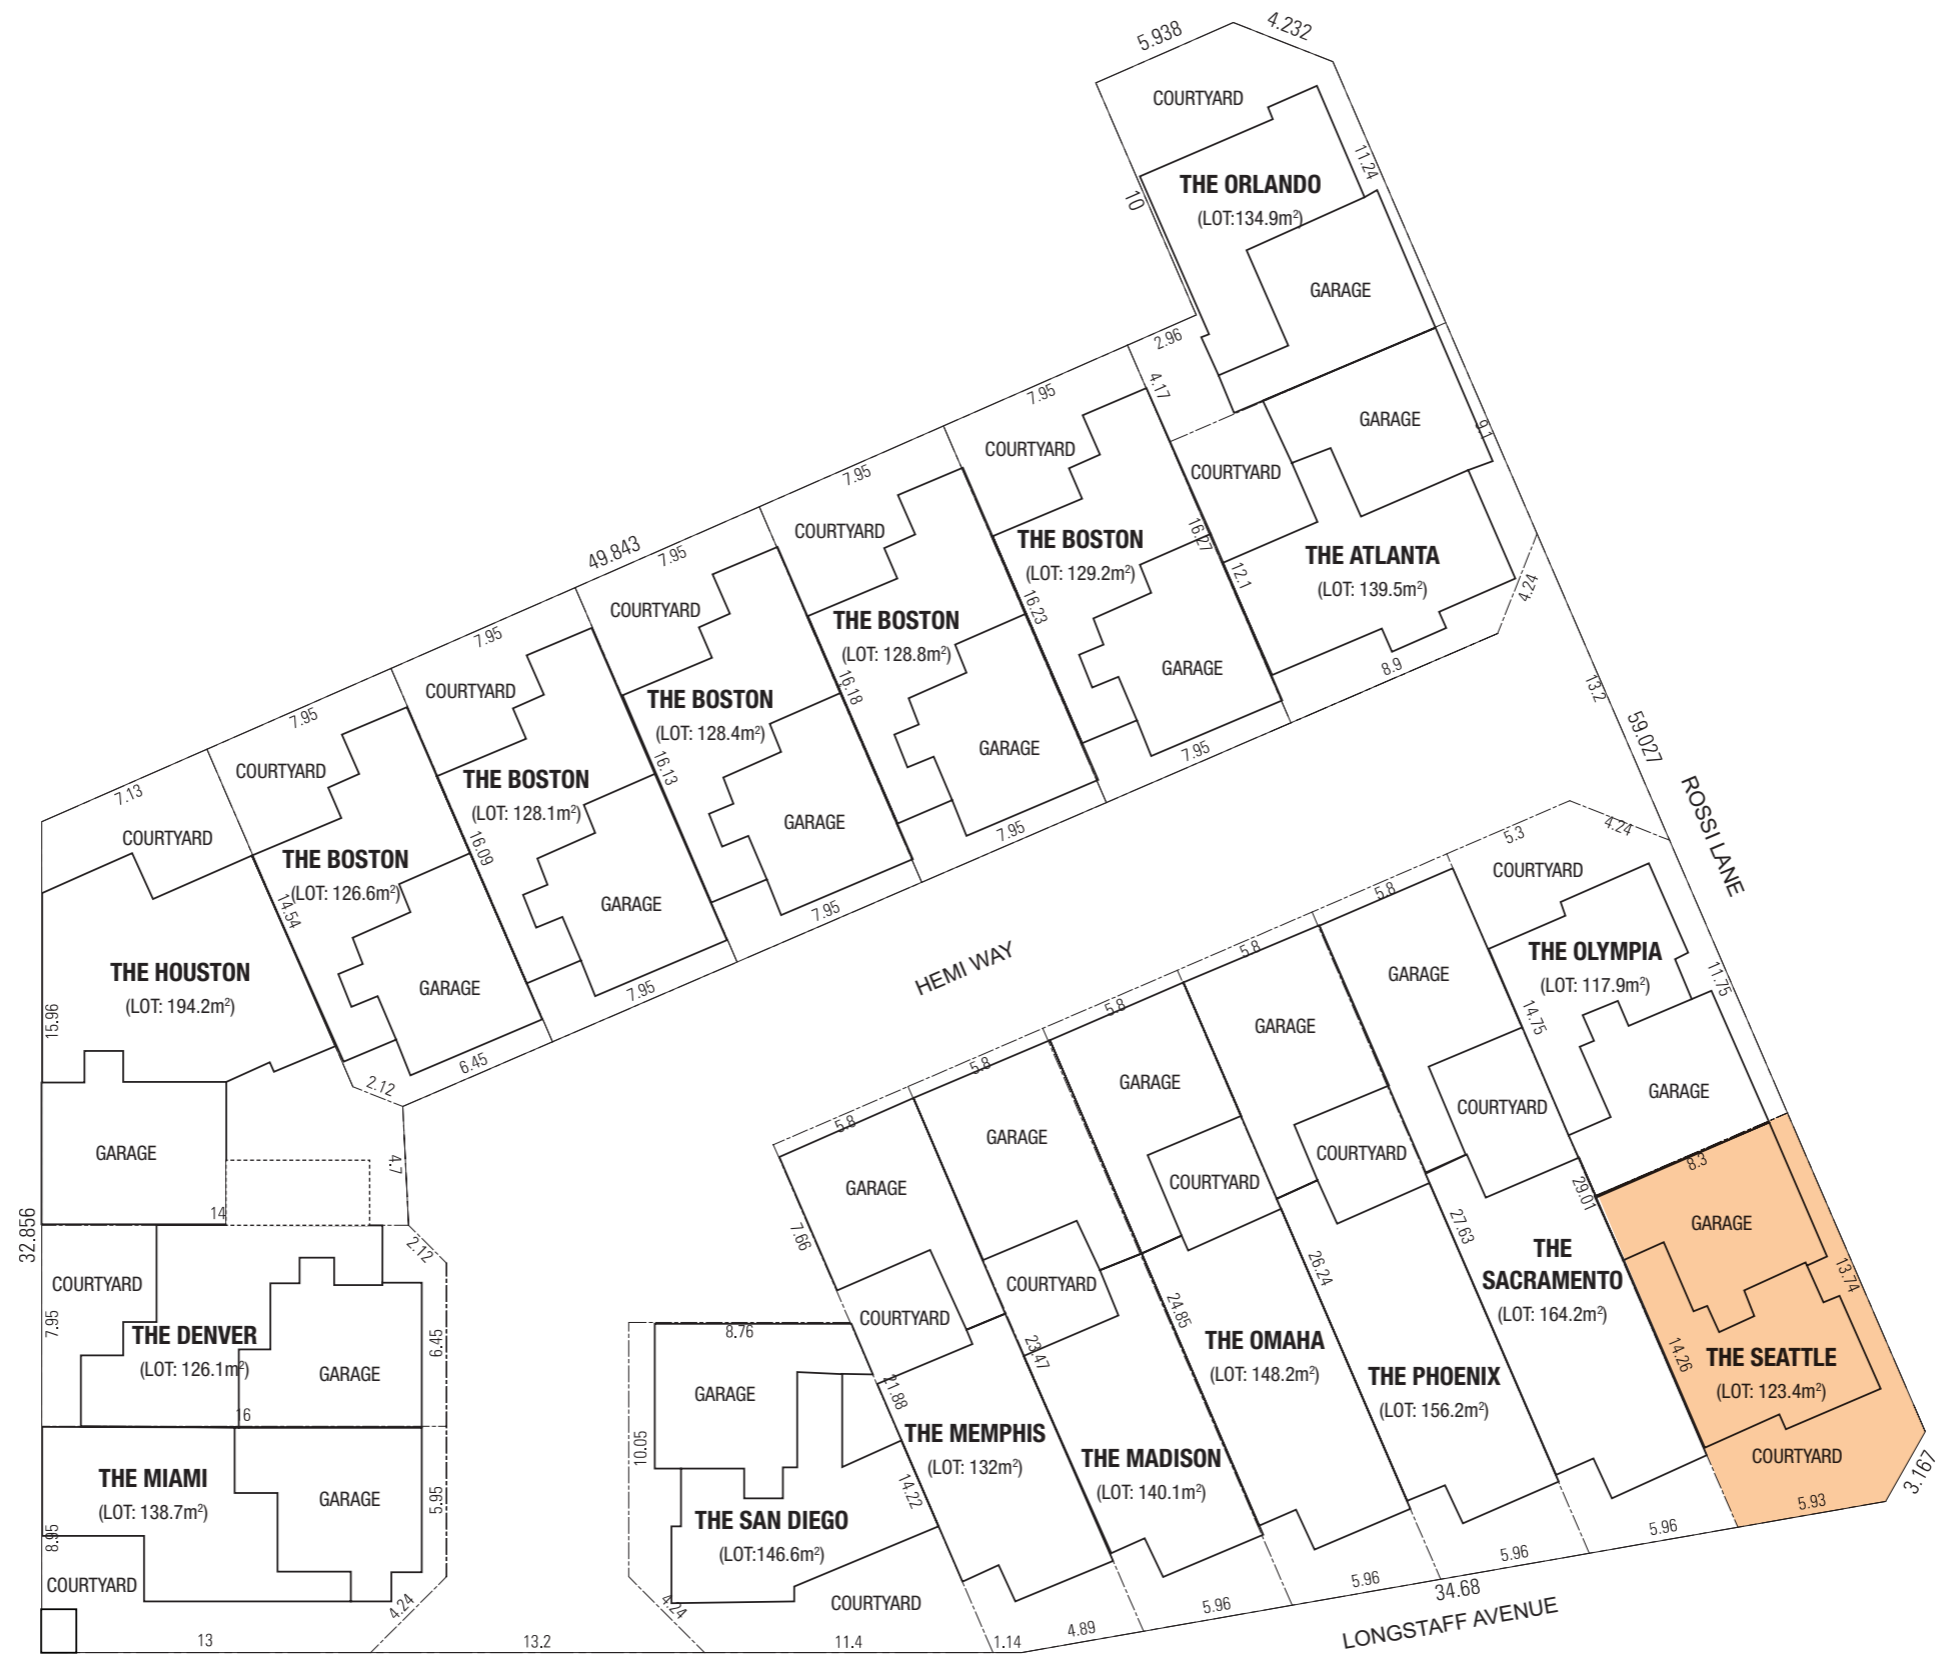 5.938
4.232
COURTYARD
11.24
THE ORLANDO
(LOT:134.9m²)
10
GARAGE
2.96
4.17
7.95
GARAGE
9.1
COURTYARD
COURTYARD
7.95
16.27
THE BOSTON
(LOT: 129.2m²)
THE ATLANTA
(LOT: 139.5m²)
12.1
4.24
COURTYARD
49.843
7.95
16.23
THE BOSTON
(LOT: 128.8m²)
GARAGE
8.9
13.2
COURTYARD
7.95
16.18
THE BOSTON
(LOT: 128.4m²)
GARAGE
7.95
59.027
ROSSI LANE
COURTYARD
7.95
16.13
THE BOSTON
(LOT: 128.1m²)
GARAGE
7.95
COURTYARD
7.13
16.09
THE BOSTON
(LOT: 126.6m²)
GARAGE
7.95
COURTYARD
14.54
THE HOUSTON
(LOT: 194.2m²)
GARAGE
7.95
15.96
6.45
2.12
HEMI WAY
5.3
4.24
COURTYARD
5.8
THE OLYMPIA
(LOT: 117.9m²)
11.75
GARAGE
5.8
14.75
GARAGE
5.8
GARAGE
COURTYARD
GARAGE
5.8
GARAGE
5.8
COURTYARD
GARAGE
4.7
14
32.856
COURTYARD
8.3
29.01
GARAGE
7.66
27.63
GARAGE
2.12
COURTYARD
7.95
THE DENVER
(LOT: 126.1m²)
GARAGE
6.45
16
COURTYARD
COURTYARD
26.24
THE
SACRAMENTO
(LOT: 164.2m²)
13.74
24.85
23.47
8.76
THE OMAHA
(LOT: 148.2m²)
14.26
THE SEATTLE
(LOT: 123.4m²)
THE PHOENIX
(LOT: 156.2m²)
GARAGE
21.88
10.05
THE MEMPHIS
(LOT: 132m²)
THE MADISON
(LOT: 140.1m²)
COURTYARD
3.167
5.93
THE MIAMI
(LOT: 138.7m²)
GARAGE
5.95
14.22
THE SAN DIEGO
(LOT:146.6m²)
8.95
COURTYARD
4.24
4.24
COURTYARD
5.96
5.96
5.96
34.68
5.96
4.89
LONGSTAFF AVENUE
13
13.2
11.4
1.14